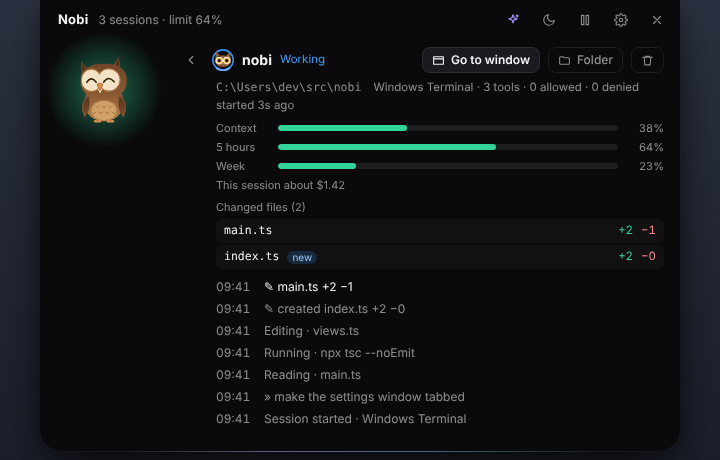 Nobi 3 sessions · limit 64%
nobi Working Go to window Folder
C:\Users\dev\src\nobi Windows Terminal · 3 tools · 0 allowed · 0 denied
started 3s ago
Context 38%
5 hours 64%
Week 23%
This session about $1.42
Changed files (2)
main.ts +2 −1
index.ts new +2 −0
09:41 ✎ main.ts +2 −1
09:41 ✎ created index.ts +2 −0
09:41 Editing · views.ts
09:41 Running · npx tsc --noEmit
09:41 Reading · main.ts
09:41 » make the settings window tabbed
09:41 Session started · Windows Terminal